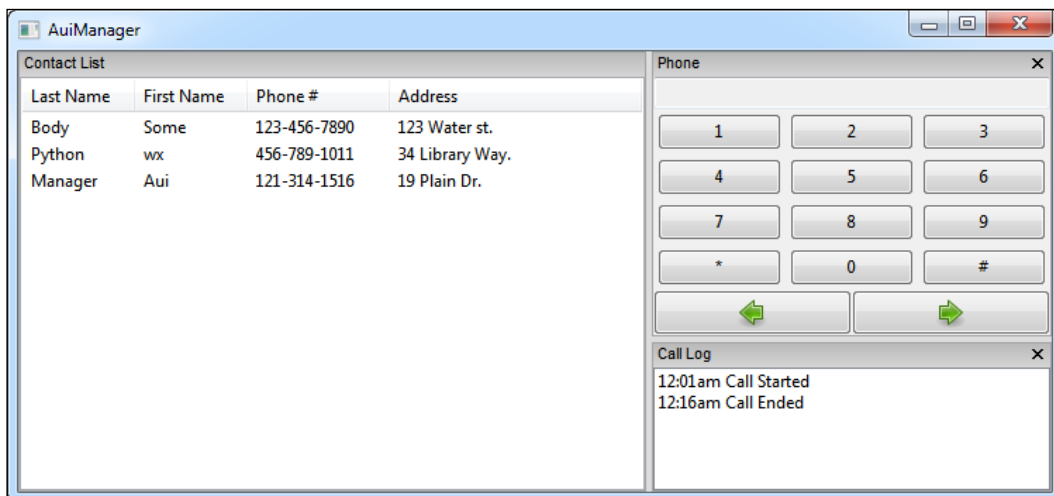 AuiManager
Contact List
Last Name First Name Phone # Address
Body Some 123-456-7890 123 Water st.
Python wx 456-789-1011 34 Library Way.
Manager Aui 121-314-1516 19 Plain Dr.
Phone
1 2 3
4 5 6
7 8 9
* 0 #
Call Log
12:01am Call Started
12:16am Call Ended